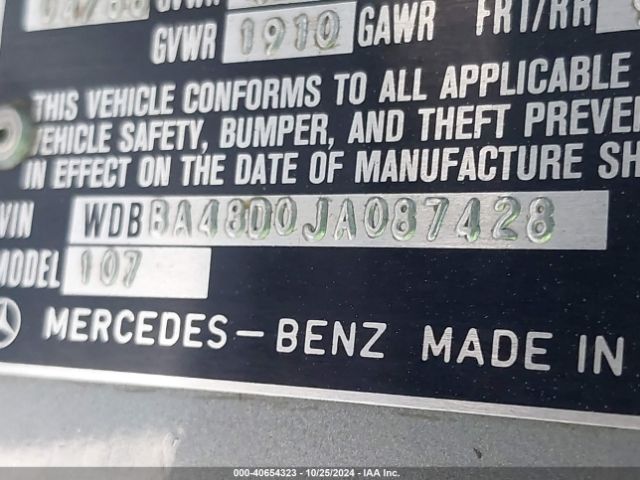 GVWR
GVWR 1910 GAWR FRT/RR
THIS VEHICLE CONFORMS TO ALL APPLICABLE
VEHICLE SAFETY, BUMPER, AND THEFT PREVE
IN EFFECT ON THE DATE OF MANUFACTURE SH
VIN WDBBA48D0JA087428
MODEL 107
MERCEDES-BENZ MADE IN
000-40654323 - 10/25/2024 - IAA Inc.